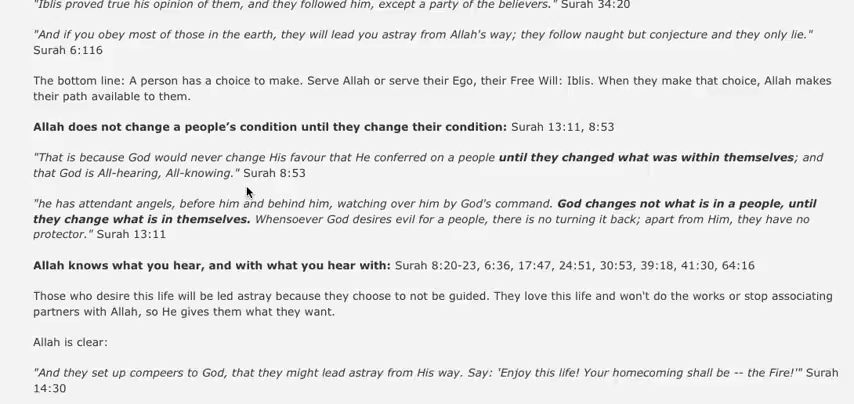 "Iblis proved true his opinion of them, and they followed him, except a party of the believers." Surah 34:20
"And if you obey most of those in the earth, they will lead you astray from Allah's way; they follow naught but conjecture and they only lie."
Surah 6:116
The bottom line: A person has a choice to make. Serve Allah or serve their Ego, their Free Will: Iblis. When they make that choice, Allah makes
their path available to them.
Allah does not change a people’s condition until they change their condition: Surah 13:11, 8:53
"That is because God would never change His favour that He conferred on a people until they changed what was within themselves; and
that God is All-hearing, All-knowing." Surah 8:53
"he has attendant angels, before him and behind him, watching over him by God's command. God changes not what is in a people, until
they change what is in themselves. Whensoever God desires evil for a people, there is no turning it back; apart from Him, they have no
protector." Surah 13:11
Allah knows what you hear, and with what you hear with: Surah 8:20-23, 6:36, 17:47, 24:51, 30:53, 39:18, 41:30, 64:16
Those who desire this life will be led astray because they choose to not be guided. They love this life and won't do the works or stop associating
partners with Allah, so He gives them what they want.
Allah is clear:
"And they set up compeers to God, that they might lead astray from His way. Say: 'Enjoy this life! Your homecoming shall be -- the Fire!'" Surah
14:30